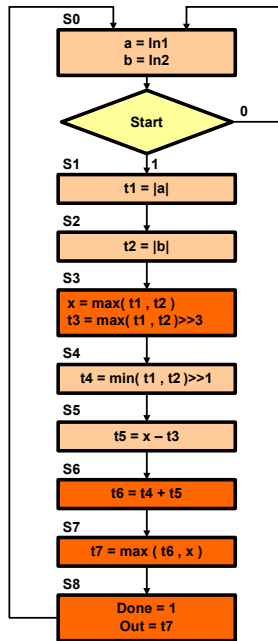 S0
a = In1
b = In2
Start
0
1
S1
t1 = |a|
S2
t2 = |b|
S3
x = max( t1 , t2 )
t3 = max( t1 , t2 )>>3
S4
t4 = min( t1 , t2 )>>1
S5
t5 = x – t3
S6
t6 = t4 + t5
S7
t7 = max ( t6 , x )
S8
Done = 1
Out = t7